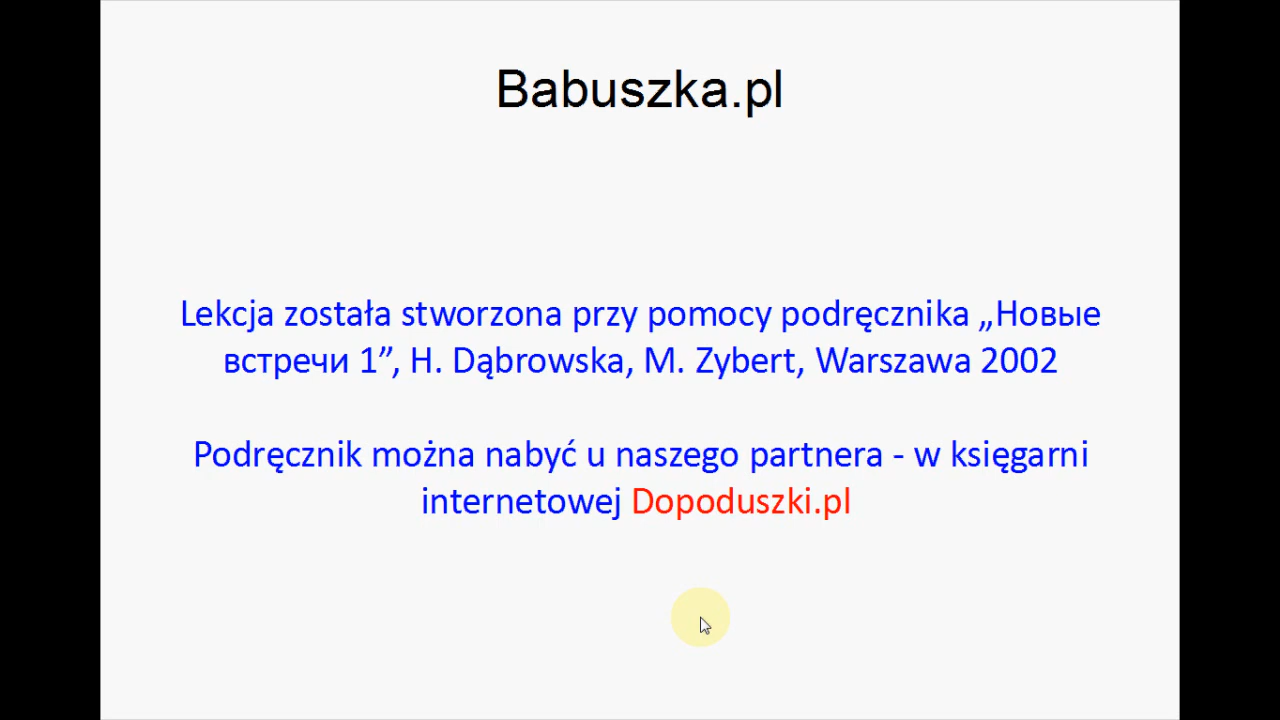 Babuszka.pl
Lekcja została stworzona przy pomocy podręcznika „Новые
встречи 1”, H. Dąbrowska, M. Zybert, Warszawa 2002
Podręcznik można nabyć u naszego partnera - w księgarni
internetowej Dopoduszki.pl